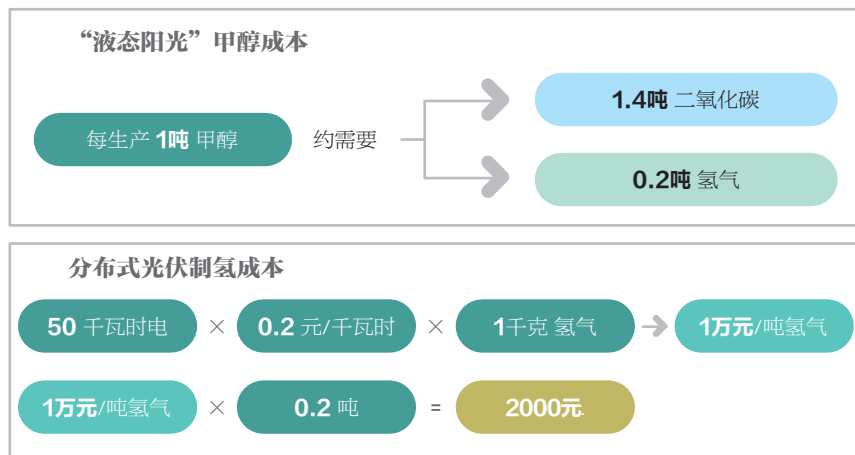 “液态阳光”甲醇成本
每生产 1吨 甲醇
约需要
1.4吨 二氧化碳
0.2吨 氢气
分布式光伏制氢成本
50 千瓦时电 × 0.2 元/千瓦时 × 1千克 氢气 → 1万元/吨氢气
1万元/吨氢气 × 0.2 吨 = 2000元.